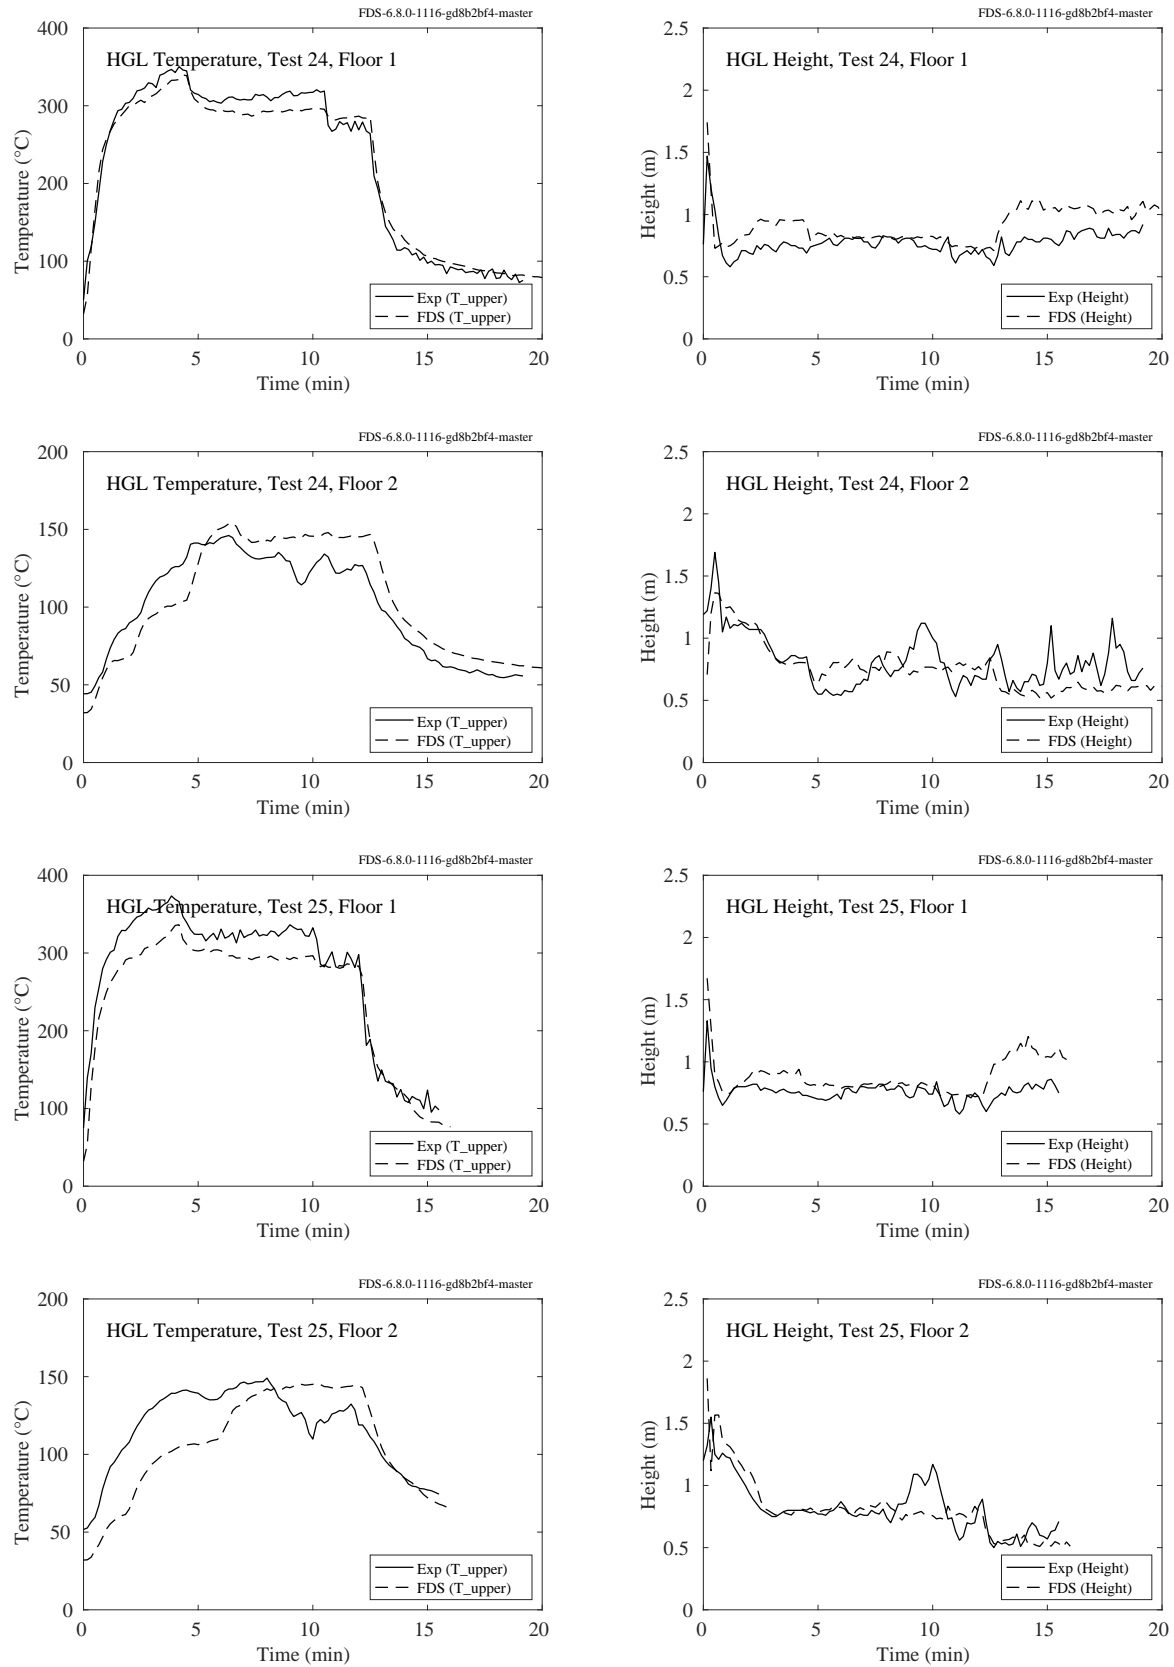 FDS-6.8.0-1116-gd8b2bf4-master
HGL Temperature, Test 24, Floor 1
Temperature (°C)
400
300
200
100
0
0 5 10 15 20
Time (min)
Exp (T_upper)
FDS (T_upper)
FDS-6.8.0-1116-gd8b2bf4-master
HGL Height, Test 24, Floor 1
Height (m)
2.5
2
1.5
1
0.5
0
0 5 10 15 20
Time (min)
Exp (Height)
FDS (Height)
FDS-6.8.0-1116-gd8b2bf4-master
HGL Temperature, Test 24, Floor 2
Temperature (°C)
200
150
100
50
0
0 5 10 15 20
Time (min)
Exp (T_upper)
FDS (T_upper)
FDS-6.8.0-1116-gd8b2bf4-master
HGL Height, Test 24, Floor 2
Height (m)
2.5
2
1.5
1
0.5
0
0 5 10 15 20
Time (min)
Exp (Height)
FDS (Height)
FDS-6.8.0-1116-gd8b2bf4-master
HGL Temperature, Test 25, Floor 1
Temperature (°C)
400
300
200
100
0
0 5 10 15 20
Time (min)
Exp (T_upper)
FDS (T_upper)
FDS-6.8.0-1116-gd8b2bf4-master
HGL Height, Test 25, Floor 1
Height (m)
2.5
2
1.5
1
0.5
0
0 5 10 15 20
Time (min)
Exp (Height)
FDS (Height)
FDS-6.8.0-1116-gd8b2bf4-master
HGL Temperature, Test 25, Floor 2
Temperature (°C)
200
150
100
50
0
0 5 10 15 20
Time (min)
Exp (T_upper)
FDS (T_upper)
FDS-6.8.0-1116-gd8b2bf4-master
HGL Height, Test 25, Floor 2
Height (m)
2.5
2
1.5
1
0.5
0
0 5 10 15 20
Time (min)
Exp (Height)
FDS (Height)